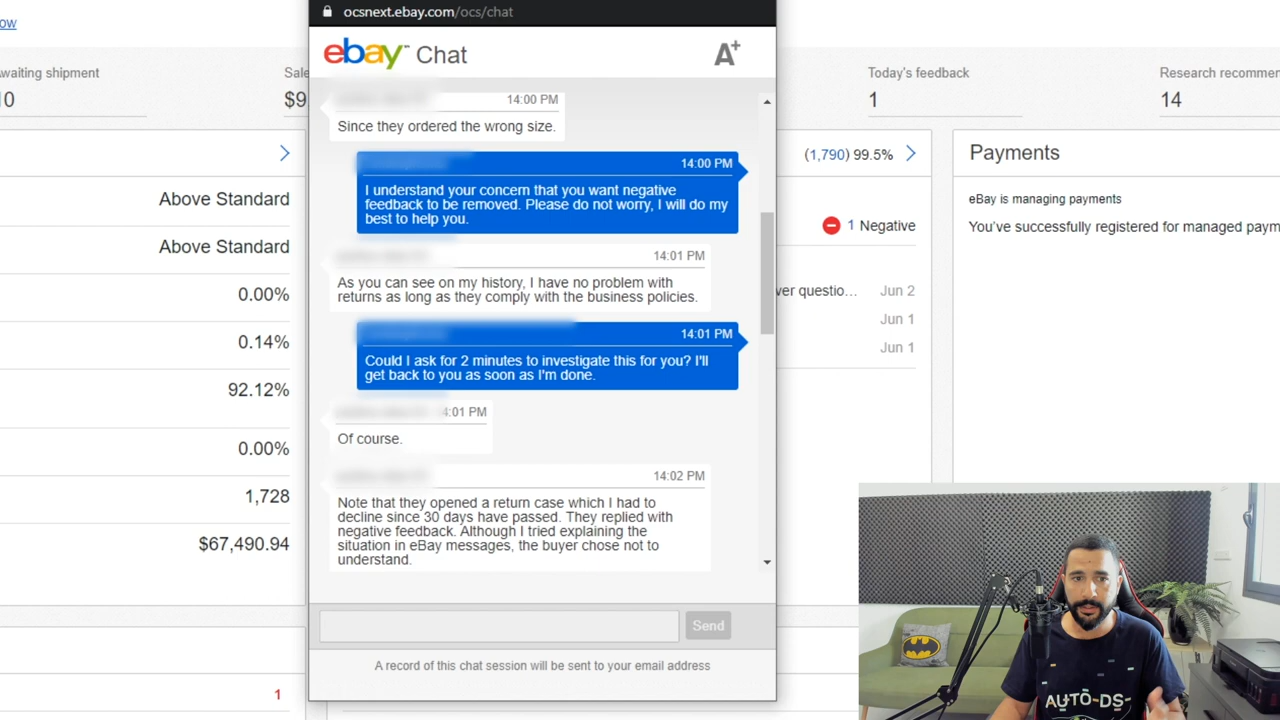 ow
ocsnext.ebay.com/ocs/chat
ebay Chat
A+
waiting shipment
10
Sale
$9
Today's feedback
1
Research recommen
14
14:00 PM
Since they ordered the wrong size.
14:00 PM
I understand your concern that you want negative
feedback to be removed. Please do not worry, I will do my
best to help you.
14:01 PM
As you can see on my history, I have no problem with
returns as long as they comply with the business policies.
14:01 PM
Could I ask for 2 minutes to investigate this for you? I'll
get back to you as soon as I'm done.
4:01 PM
Of course.
14:02 PM
Note that they opened a return case which I had to
decline since 30 days have passed. They replied with
negative feedback. Although I tried explaining the
situation in eBay messages, the buyer chose not to
understand.
Send
A record of this chat session will be sent to your email address
Above Standard
Above Standard
0.00%
0.14%
92.12%
0.00%
1,728
$67,490.94
1
(1,790) 99.5%
1 Negative
ver questio... Jun 2
Jun 1
Jun 1
Payments
eBay is managing payments
You've successfully registered for managed paym
AUTO-DS-